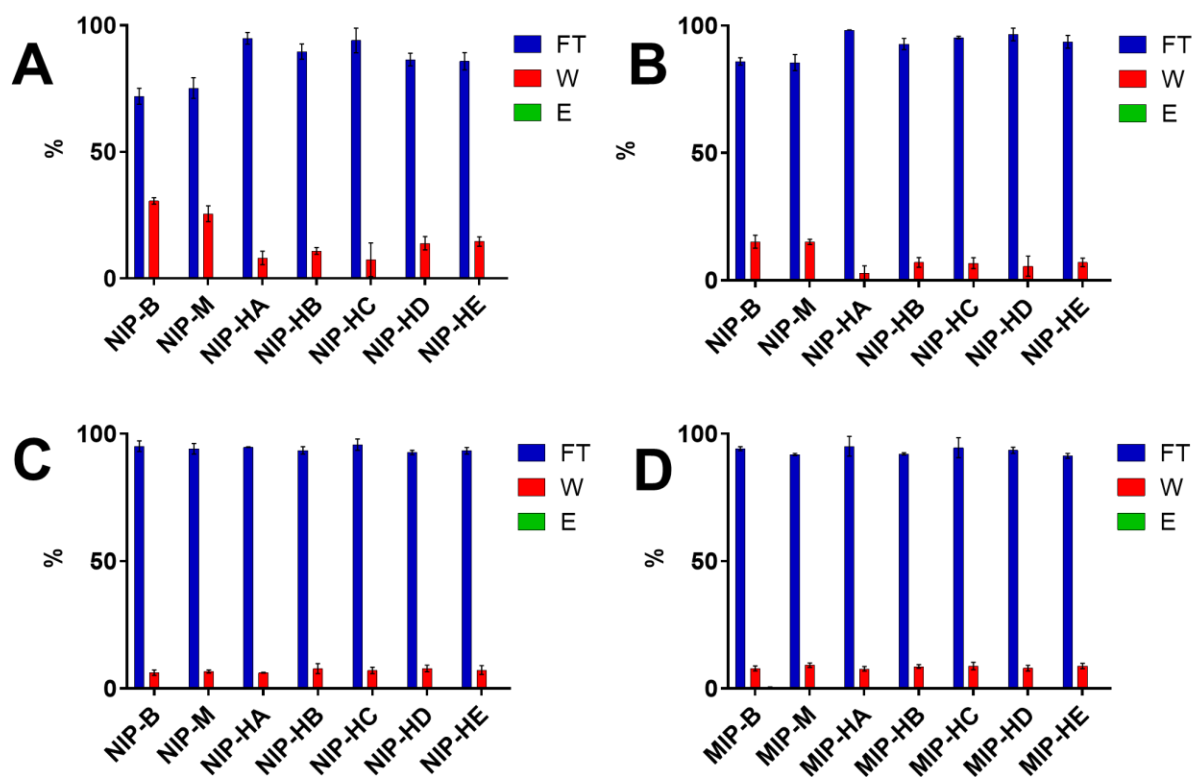 A
100
50
0
%
FT
W
E
NIP-B
NIP-M
NIP-HA
NIP-HB
NIP-HC
NIP-HD
NIP-HE
B
100
50
0
%
FT
W
E
NIP-B
NIP-M
NIP-HA
NIP-HB
NIP-HC
NIP-HD
NIP-HE
C
100
50
0
%
FT
W
E
NIP-B
NIP-M
NIP-HA
NIP-HB
NIP-HC
NIP-HD
NIP-HE
D
100
50
0
%
FT
W
E
MIP-B
MIP-M
MIP-HA
MIP-HB
MIP-HC
MIP-HD
MIP-HE